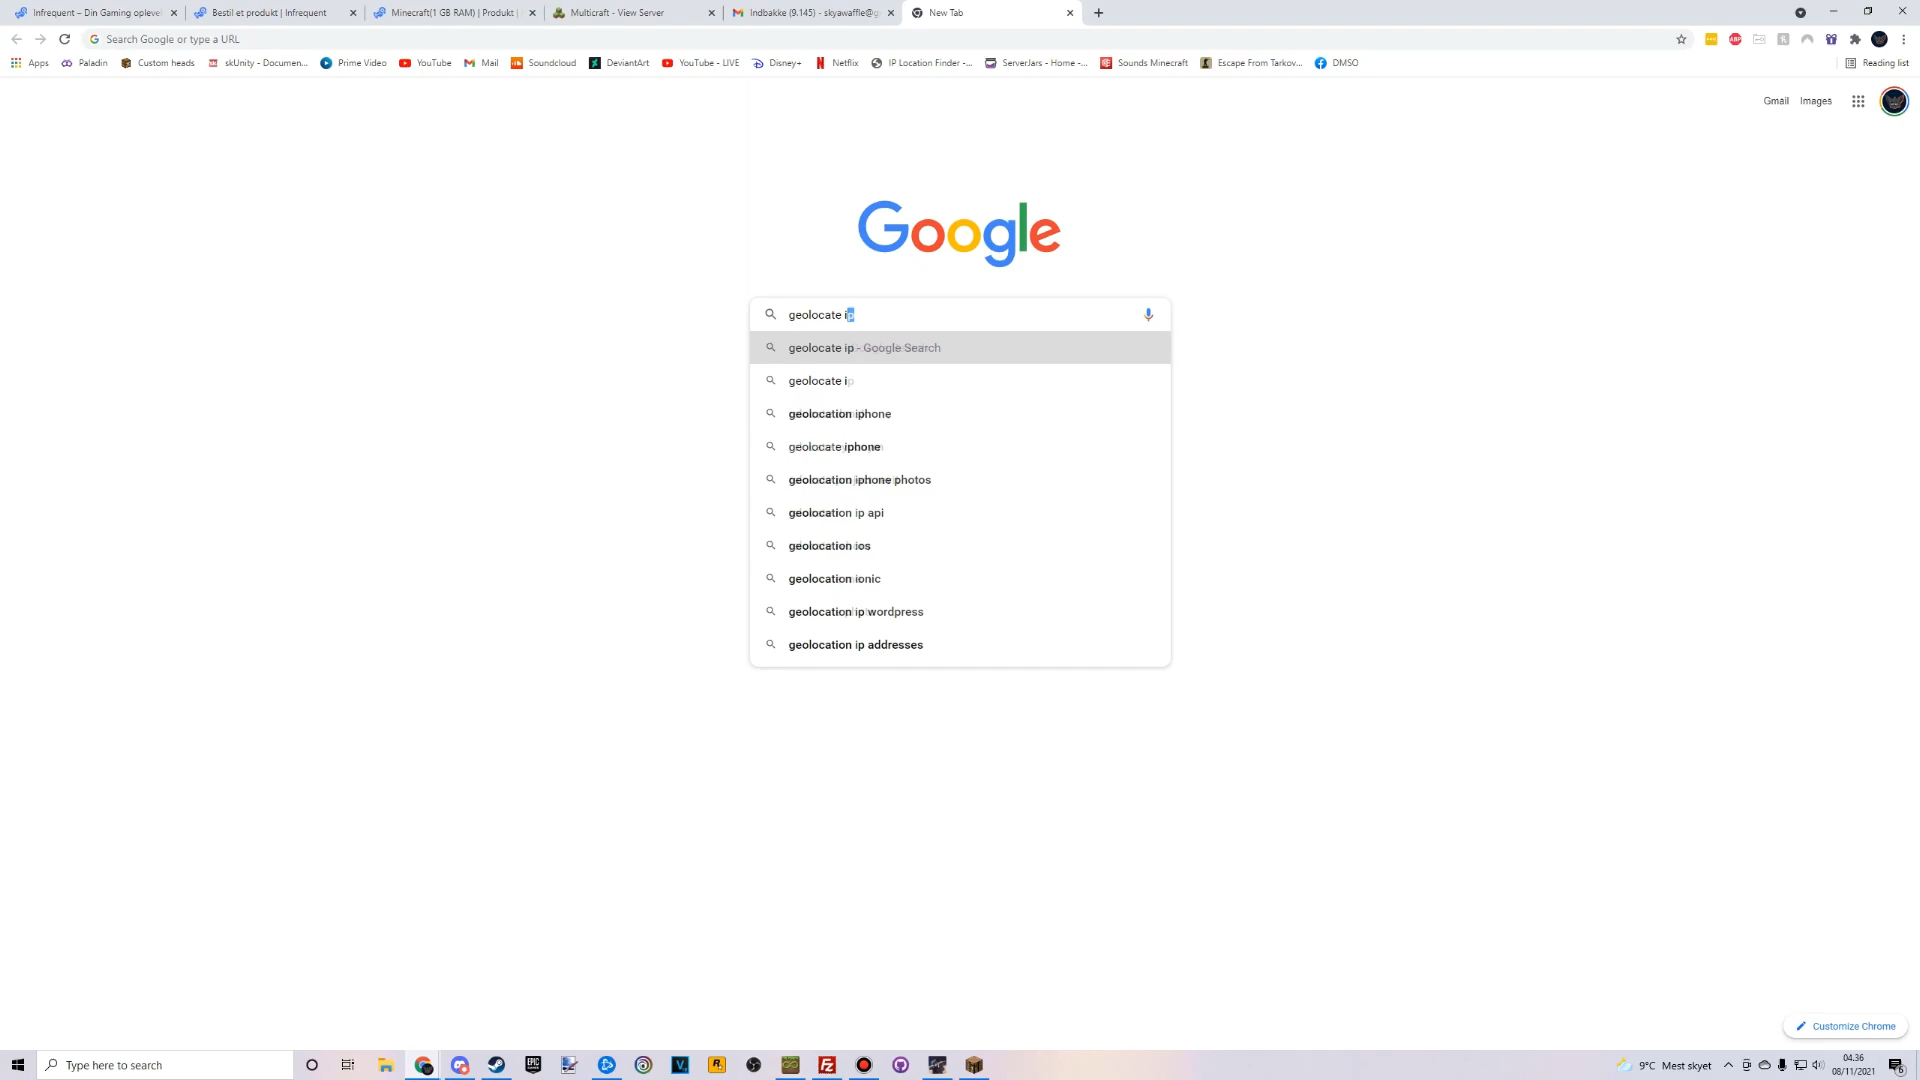 Infrequent – Din Gaming oplevel
Bestil et produkt | Infrequent
Minecraft(1 GB RAM) | Produkt |
Multicraft - View Server
Indbakke (9.145) - skyawaffle@g
New Tab
Search Google or type a URL
Apps
Paladin
Custom heads
skUnity - Documen...
Prime Video
YouTube
Mail
Soundcloud
DeviantArt
YouTube - LIVE
Disney+
Netflix
IP Location Finder -...
ServerJars - Home -...
Sounds Minecraft
Escape From Tarkov...
DMSO
Reading list
Gmail
Images
Google
geolocate ip
geolocate ip - Google Search
geolocate ip
geolocation iphone
geolocate iphone
geolocation iphone photos
geolocation ip api
geolocation ios
geolocation ionic
geolocation ip wordpress
geolocation ip addresses
Customize Chrome
Type here to search
9°C Mest skyet
04.36
08/11/2021